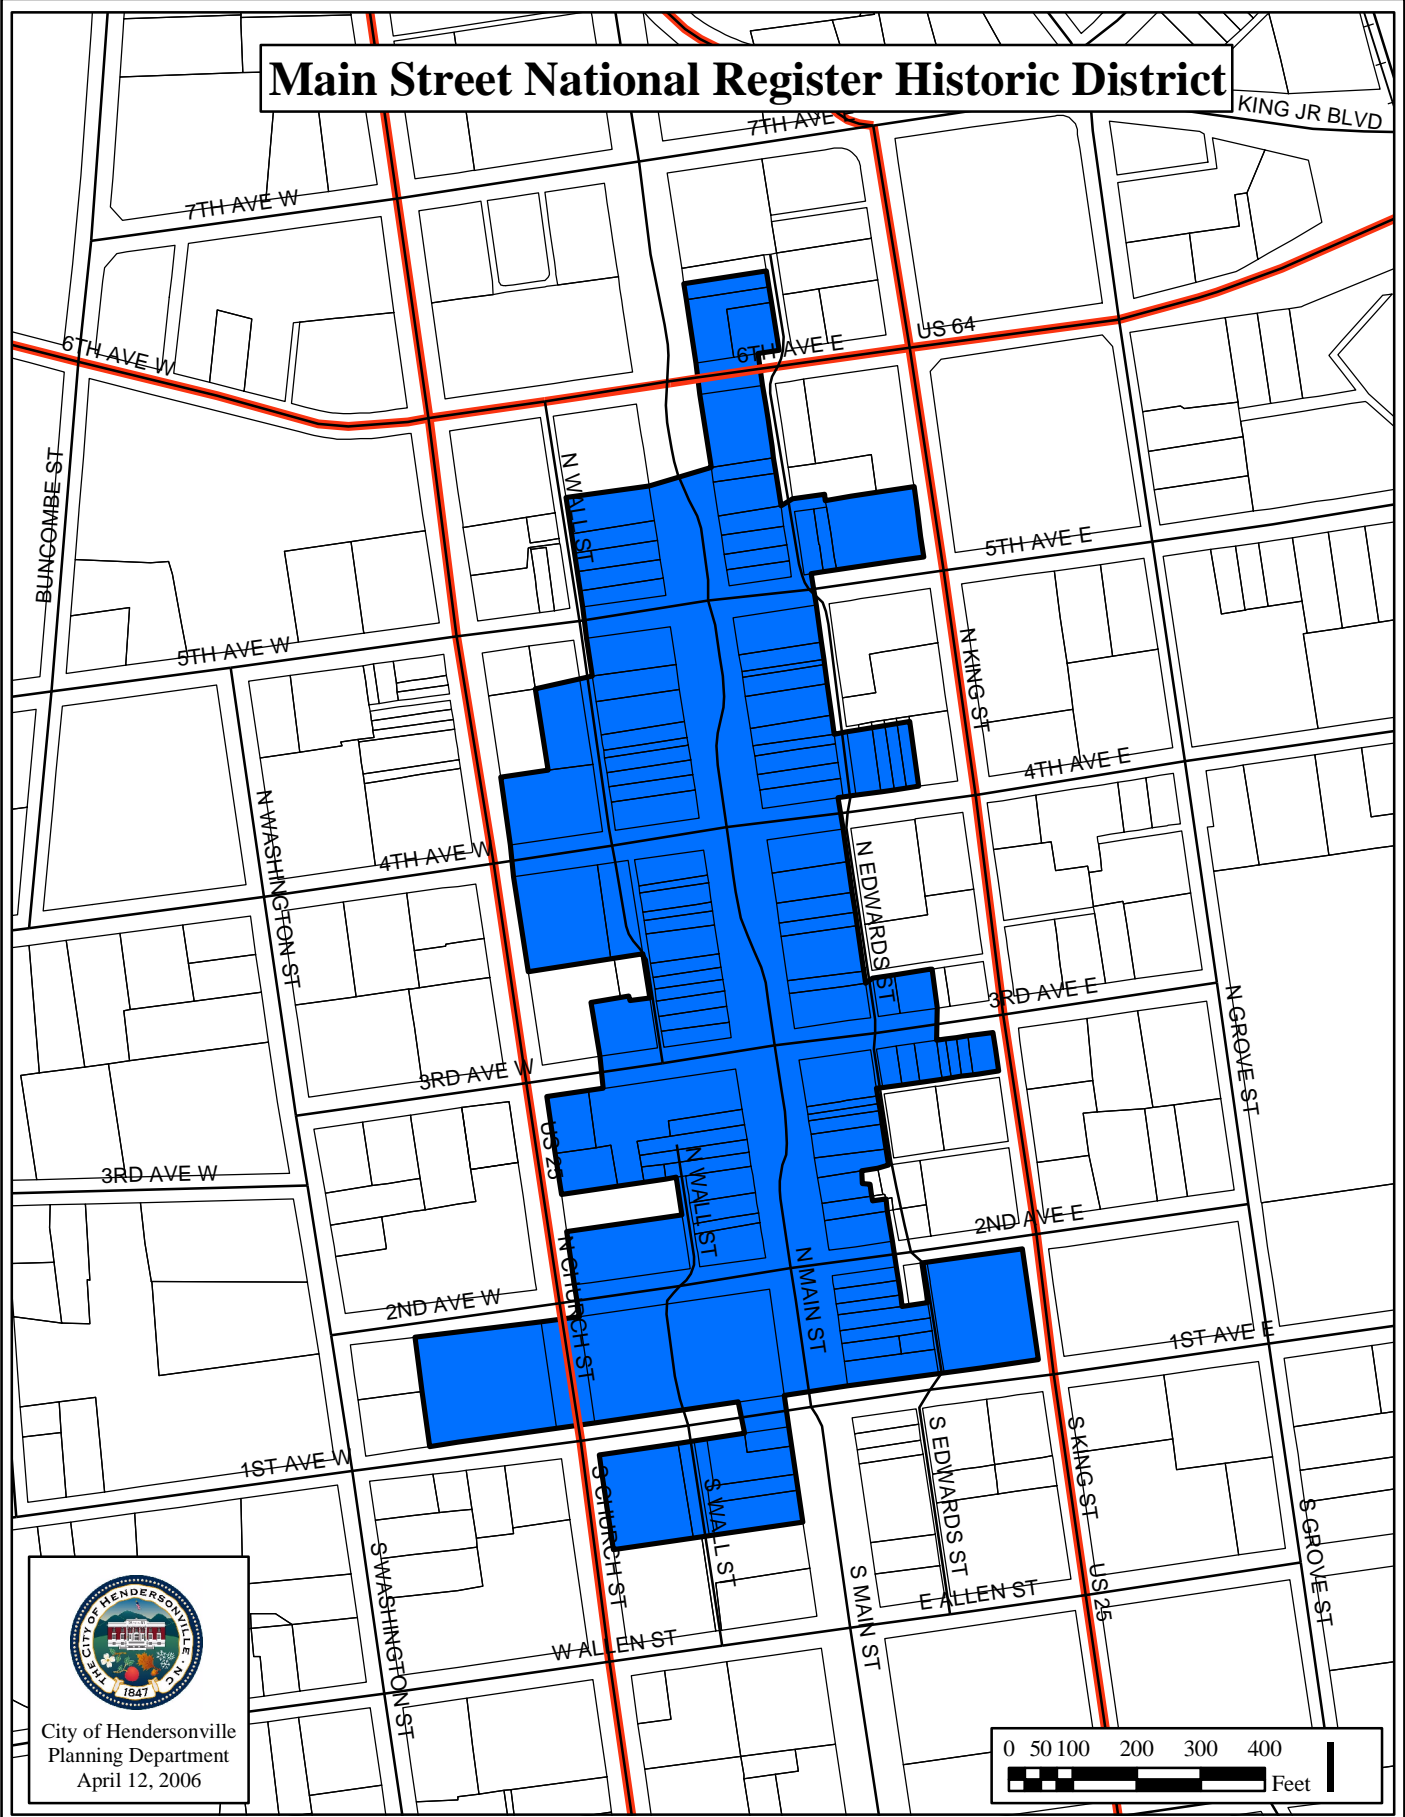 Main Street National Register Historic District
KING JR BLVD
7TH AVE
7TH AVE W
US 64
6TH AVE E
6TH AVE W
N WALL ST
BUNCOMBE ST
5TH AVE E
5TH AVE W
N KING ST
4TH AVE E
N WASHINGTON ST
4TH AVE W
N EDWARDS ST
3RD AVE E
N GROVE ST
3RD AVE W
US 25
3RD AVE W
N WALL ST
2ND AVE E
N CHURCH ST
N MAIN ST
2ND AVE W
1ST AVE E
1ST AVE W
S CHURCH ST
S WALL ST
S EDWARDS ST
S KING ST
S GROVE ST
S WASHINGTON ST
S MAIN ST
E ALLEN ST
US 25
W ALLEN ST
THE CITY OF HENDERSONVILLE, NC
1847
City of Hendersonville
Planning Department
April 12, 2006
0 50 100 200 300 400
Feet